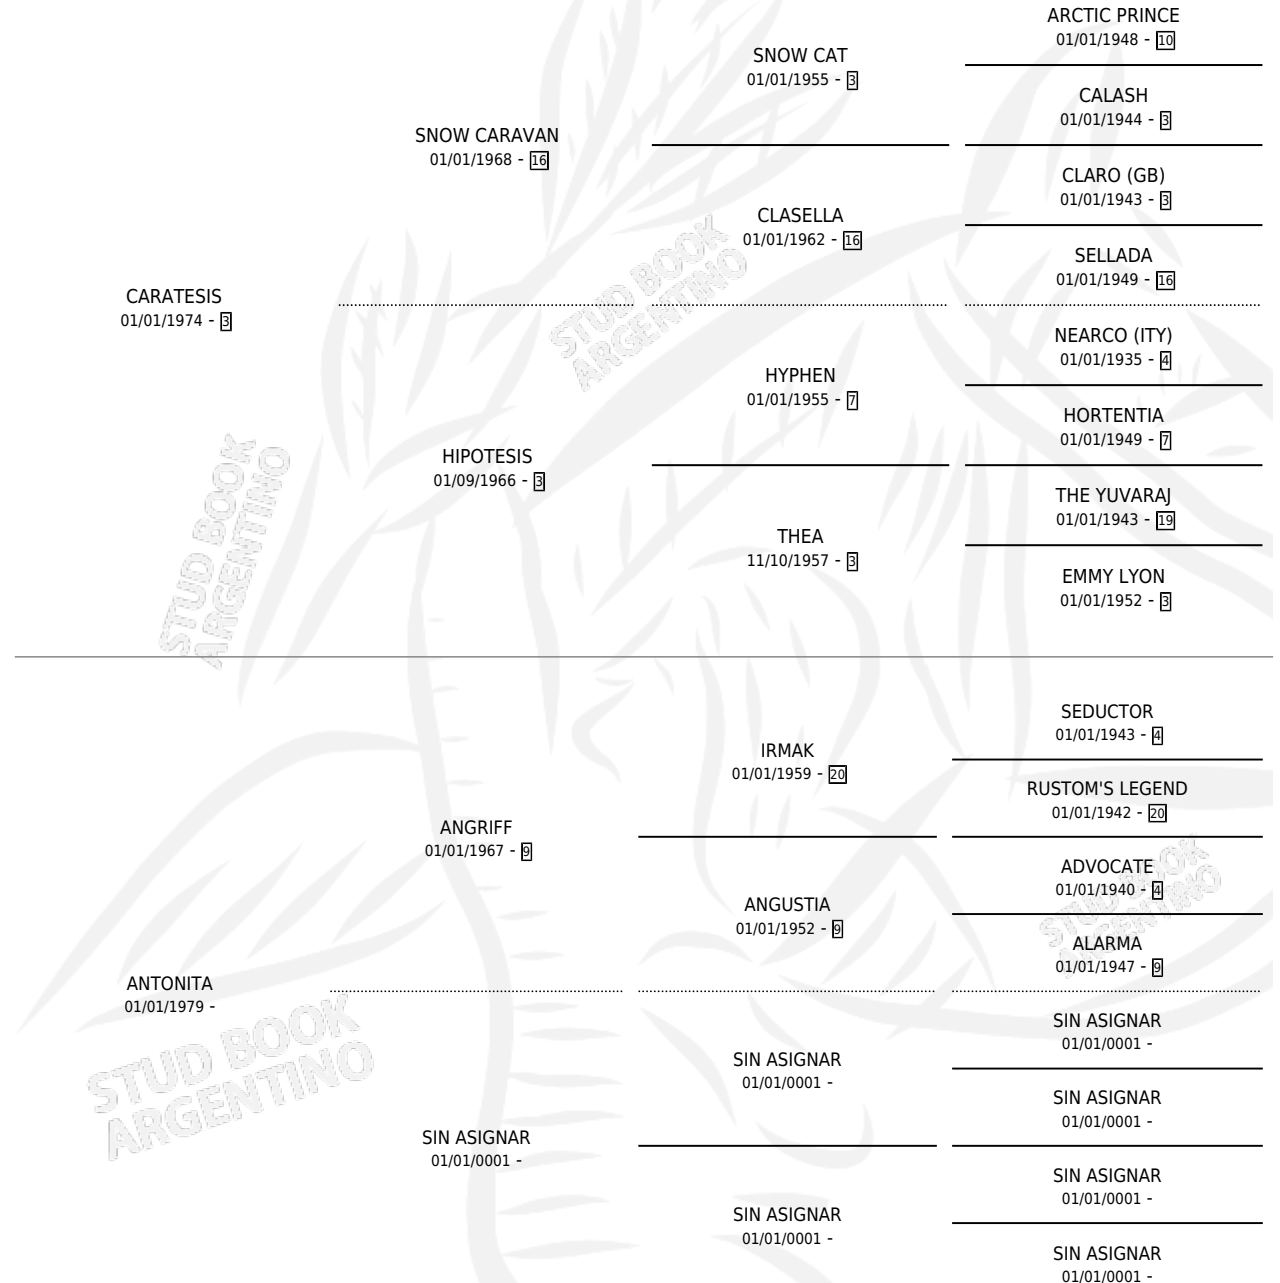 ARCTIC PRINCE
01/01/1948 - 10
SNOW CAT
01/01/1955 - 3
CALASH
01/01/1944 - 3
SNOW CARAVAN
01/01/1968 - 16
CLARO (GB)
01/01/1943 - 3
CLASELLA
01/01/1962 - 16
SELLADA
01/01/1949 - 16
CARATESIS
01/01/1974 - 3
NEARCO (ITY)
01/01/1935 - 4
HYPHEN
01/01/1955 - 7
HORTENTIA
01/01/1949 - 7
HIPOTESIS
01/09/1966 - 3
THE YUVARAJ
01/01/1943 - 19
THEA
11/10/1957 - 3
EMMY LYON
01/01/1952 - 3
STUD BOOK
ARGENTINO
STUD BOOK
ARGENTINO
SEDUCTOR
01/01/1943 - 4
IRMAK
01/01/1959 - 20
RUSTOM'S LEGEND
01/01/1942 - 20
ANGRIFF
01/01/1967 - 9
ADVOCATE
01/01/1940 - 4
ANGUSTIA
01/01/1952 - 9
ALARMA
01/01/1947 - 9
STUD BOOK
ARGENTINO
ANTONITA
01/01/1979 -
SIN ASIGNAR
01/01/0001 -
SIN ASIGNAR
01/01/0001 -
SIN ASIGNAR
01/01/0001 -
SIN ASIGNAR
01/01/0001 -
SIN ASIGNAR
01/01/0001 -
SIN ASIGNAR
01/01/0001 -
SIN ASIGNAR
01/01/0001 -
STUD BOOK
ARGENTINO